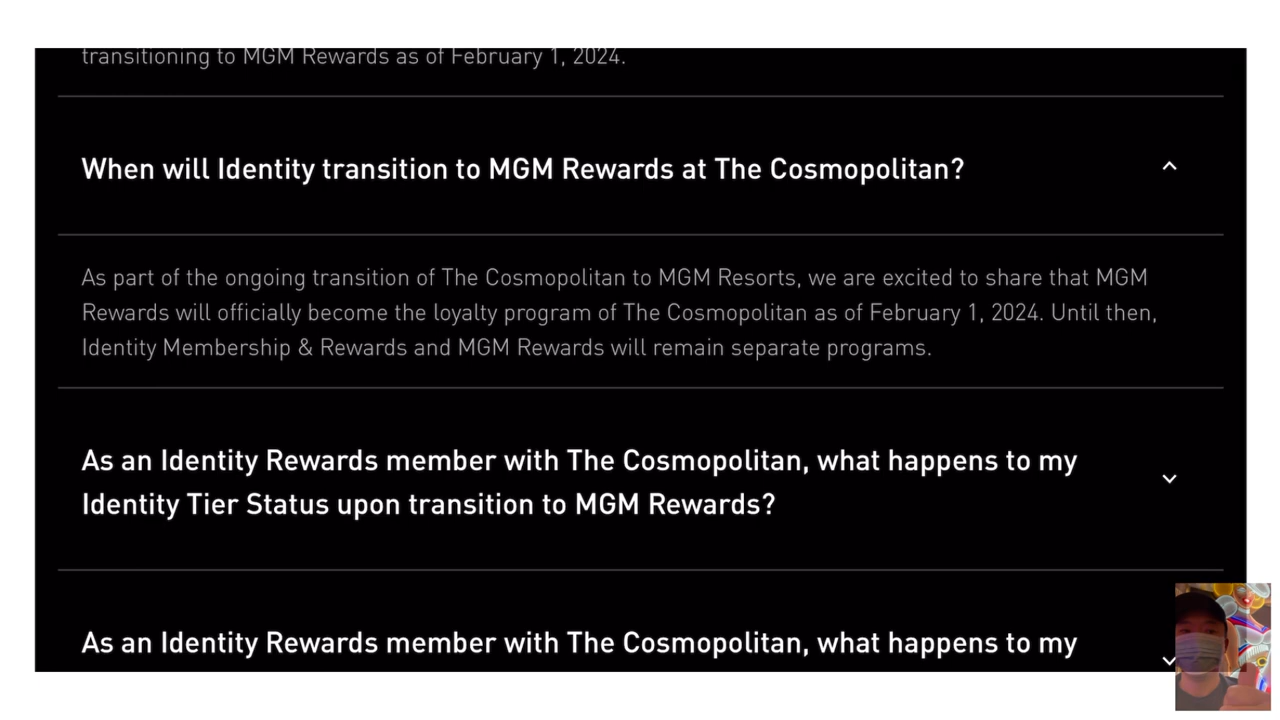 transitioning to MGM Rewards as of February 1, 2024.
When will Identity transition to MGM Rewards at The Cosmopolitan?
As part of the ongoing transition of The Cosmopolitan to MGM Resorts, we are excited to share that MGM
Rewards will officially become the loyalty program of The Cosmopolitan as of February 1, 2024. Until then,
Identity Membership & Rewards and MGM Rewards will remain separate programs.
As an Identity Rewards member with The Cosmopolitan, what happens to my
Identity Tier Status upon transition to MGM Rewards?
As an Identity Rewards member with The Cosmopolitan, what happens to my